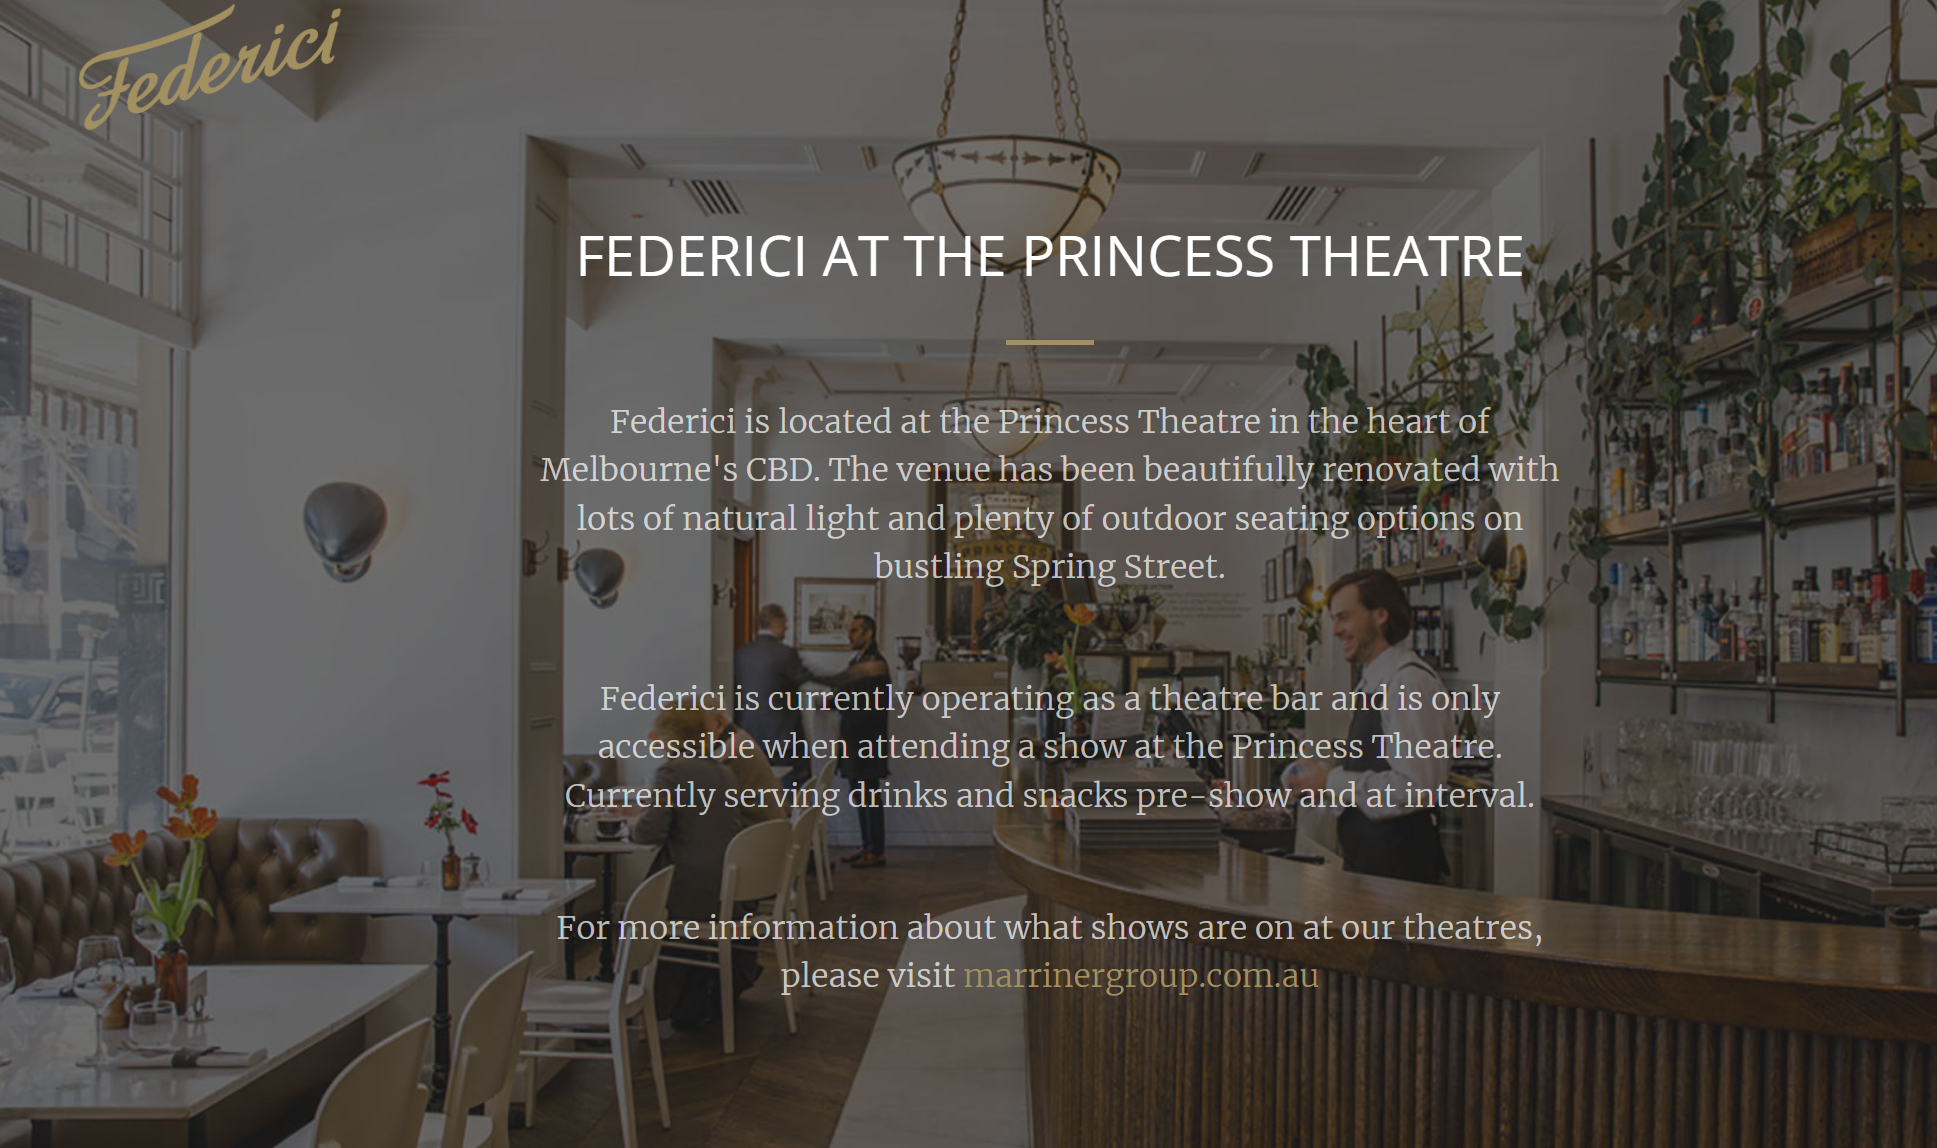 Federici
FEDERICI AT THE PRINCESS THEATRE
Federici is located at the Princess Theatre in the heart of
Melbourne's CBD. The venue has been beautifully renovated with
lots of natural light and plenty of outdoor seating options on
bustling Spring Street.
Federici is currently operating as a theatre bar and is only
accessible when attending a show at the Princess Theatre.
Currently serving drinks and snacks pre-show and at interval.
For more information about what shows are on at our theatres,
please visit marrinergroup.com.au